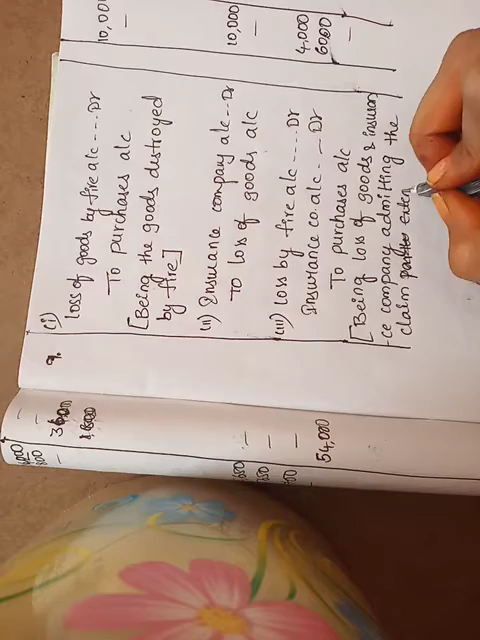 9.
(i) Loss of goods by fire a/c ---- Dr 10,000
To purchases a/c —
[Being the goods destroyed
by fire]
(ii) Insurance company a/c -- Dr 10,000
To loss of goods a/c —
(iii) Loss by fire a/c ---- Dr 4,000
Insurance co. a/c. -- Dr 6000
To purchases a/c —
[Being loss of goods & insuran
-ce company admitting the
claim exten
3600
1800
54,000